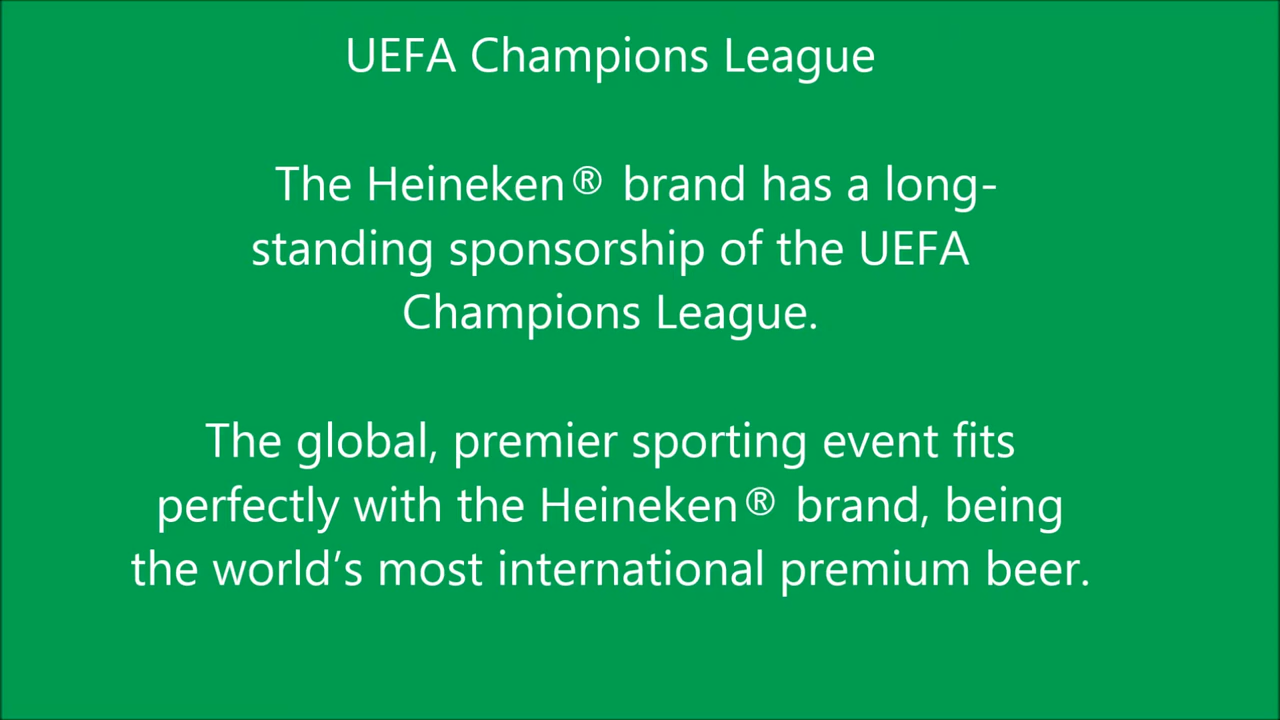 UEFA Champions League
The Heineken® brand has a long-
standing sponsorship of the UEFA
Champions League.
The global, premier sporting event fits
perfectly with the Heineken® brand, being
the world’s most international premium beer.